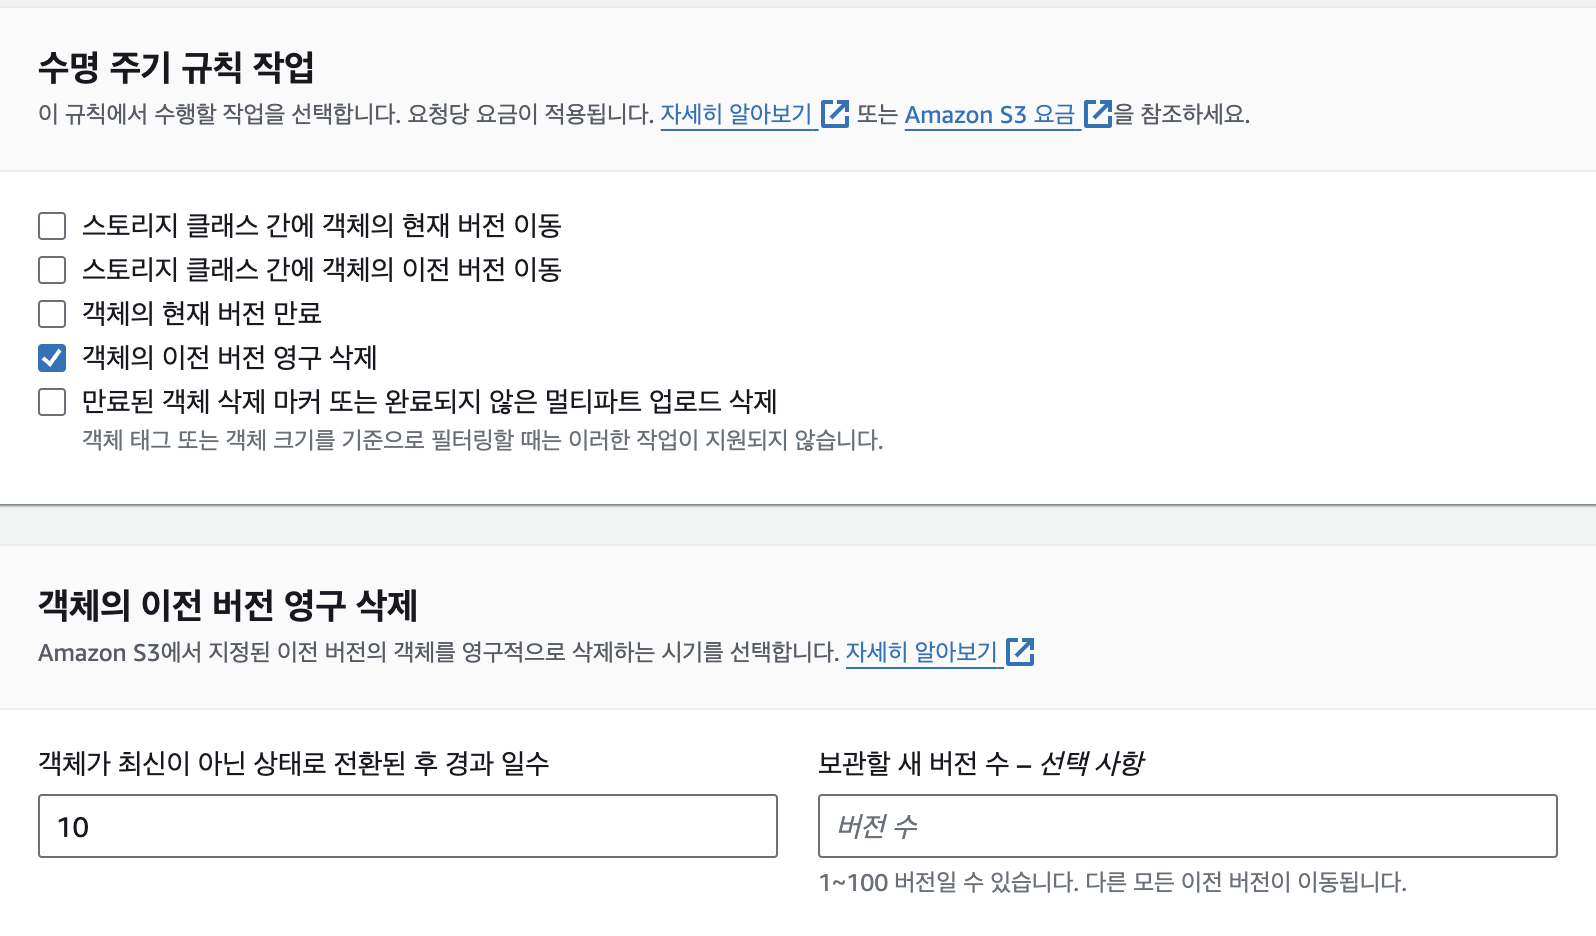 수명 주기 규칙 작업
이 규칙에서 수행할 작업을 선택합니다. 요청당 요금이 적용됩니다. 자세히 알아보기 또는 Amazon S3 요금을 참조하세요.
스토리지 클래스 간에 객체의 현재 버전 이동
스토리지 클래스 간에 객체의 이전 버전 이동
객체의 현재 버전 만료
객체의 이전 버전 영구 삭제
만료된 객체 삭제 마커 또는 완료되지 않은 멀티파트 업로드 삭제
객체 태그 또는 객체 크기를 기준으로 필터링할 때는 이러한 작업이 지원되지 않습니다.
객체의 이전 버전 영구 삭제
Amazon S3에서 지정된 이전 버전의 객체를 영구적으로 삭제하는 시기를 선택합니다. 자세히 알아보기
객체가 최신이 아닌 상태로 전환된 후 경과 일수
10
보관할 새 버전 수 – 선택 사항
버전 수
1~100 버전일 수 있습니다. 다른 모든 이전 버전이 이동됩니다.